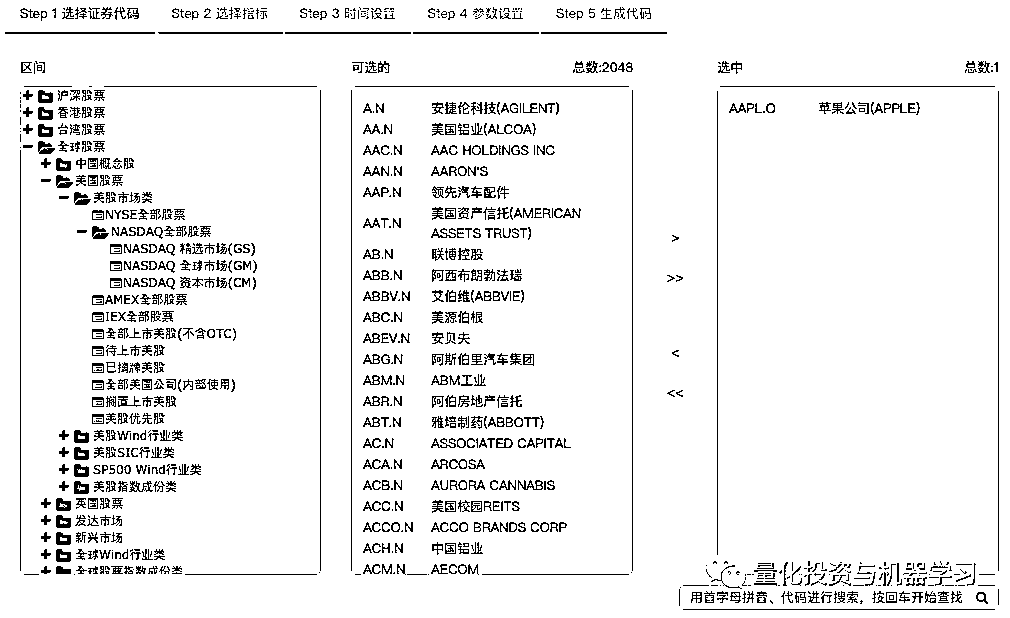 Step 1 选择证券代码
Step 2 选择指标
Step 3 时间设置
Step 4 参数设置
Step 5 生成代码
区间
沪深股票
香港股票
台湾股票
全球股票
中国概念股
美国股票
美股市场类
NYSE全部股票
NASDAQ全部股票
NASDAQ 精选市场(GS)
NASDAQ 全球市场(GM)
NASDAQ 资本市场(CM)
AMEX全部股票
IEX全部股票
全部上市美股(不含OTC)
待上市美股
已摘牌美股
全部美国公司(内部使用)
搁置上市美股
美股优先股
美股Wind行业类
美股SIC行业类
SP500 Wind行业类
美股指数成份类
英国股票
发达市场
新兴市场
全球Wind行业类
全球股票指数成份类
可选的 总数:2048
A.N 安捷伦科技(AGILENT)
AA.N 美国铝业(ALCOA)
AAC.N AAC HOLDINGS INC
AAN.N AARON'S
AAP.N 领先汽车配件
AAT.N 美国资产信托(AMERICAN
ASSETS TRUST)
AB.N 联博控股
ABB.N 阿西布朗勃法瑞
ABBV.N 艾伯维(ABBVIE)
ABC.N 美源伯根
ABEV.N 安贝夫
ABG.N 阿斯伯里汽车集团
ABM.N ABM工业
ABR.N 阿伯房地产信托
ABT.N 雅培制药(ABBOTT)
AC.N ASSOCIATED CAPITAL
ACA.N ARCOSA
ACB.N AURORA CANNABIS
ACC.N 美国校园REITS
ACCO.N ACCO BRANDS CORP
ACH.N 中国铝业
ACM.N AECOM
>
>>
<
<<
选中 总数:1
AAPL.O 苹果公司(APPLE)
量化投资与机器学习
用首字母拼音、代码进行搜索，按回车开始查找